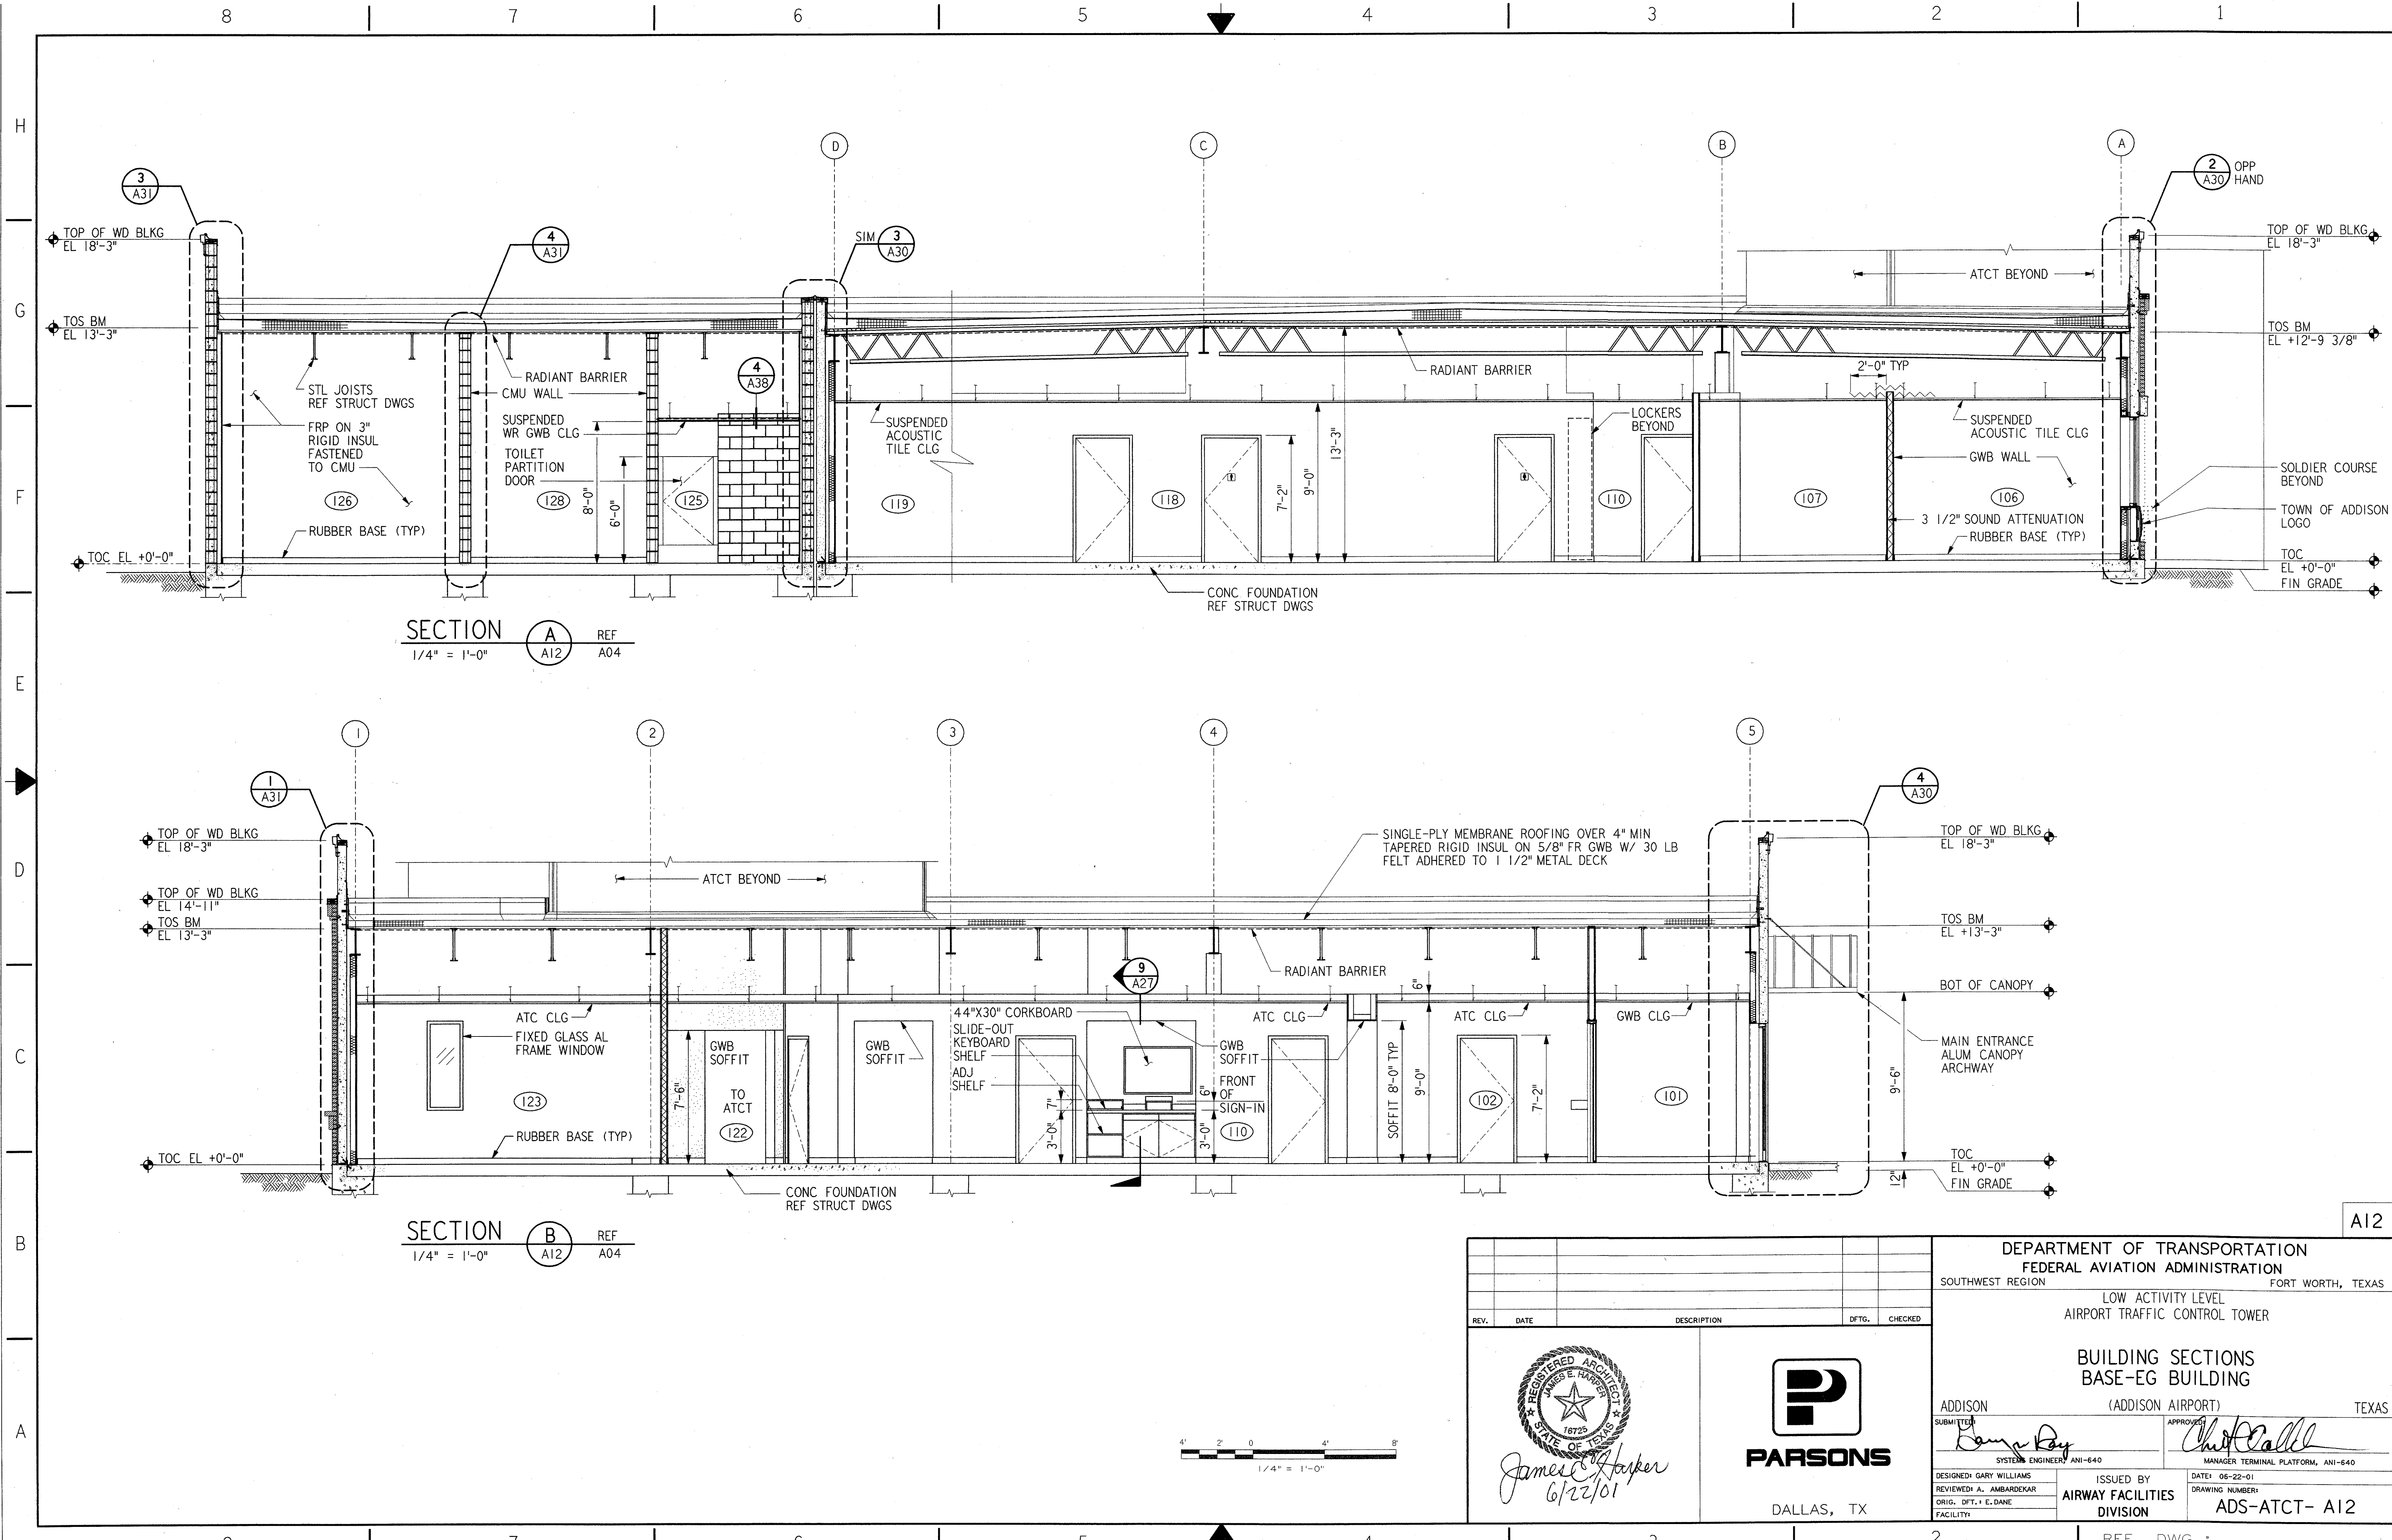 8 7 6 5 4 3 2 1
H
G
F
E
D
C
B
A
D
C
B
A
3
A31
4
A31
SIM
3
A30
4
A38
2
A30
OPP
HAND
TOP OF WD BLKG
EL 18'-3"
TOS BM
EL 13'-3"
TOC EL +0'-0"
STL JOISTS
REF STRUCT DWGS
FRP ON 3"
RIGID INSUL
FASTENED
TO CMU
126
RUBBER BASE (TYP)
RADIANT BARRIER
CMU WALL
SUSPENDED
WR GWB CLG
TOILET
PARTITION
DOOR
128
8'-0"
6'-0"
125
SUSPENDED
ACOUSTIC
TILE CLG
119
118
7'-2"
9'-0"
13'-3"
RADIANT BARRIER
LOCKERS
BEYOND
110
107
2'-0" TYP
ATCT BEYOND
SUSPENDED
ACOUSTIC TILE CLG
GWB WALL
106
3 1/2" SOUND ATTENUATION
RUBBER BASE (TYP)
CONC FOUNDATION
REF STRUCT DWGS
TOP OF WD BLKG
EL 18'-3"
TOS BM
EL +12'-9 3/8"
SOLDIER COURSE
BEYOND
TOWN OF ADDISON
LOGO
TOC
EL +0'-0"
FIN GRADE
SECTION
1/4" = 1'-0"
A
A12
REF
A04
1
2
3
4
5
1
A31
4
A30
TOP OF WD BLKG
EL 18'-3"
TOP OF WD BLKG
EL 14'-11"
TOS BM
EL 13'-3"
TOC EL +0'-0"
ATCT BEYOND
SINGLE-PLY MEMBRANE ROOFING OVER 4" MIN
TAPERED RIGID INSUL ON 5/8" FR GWB W/ 30 LB
FELT ADHERED TO 1 1/2" METAL DECK
RADIANT BARRIER
9
A27
ATC CLG
FIXED GLASS AL
FRAME WINDOW
123
RUBBER BASE (TYP)
7'-6"
GWB
SOFFIT
TO
ATCT
122
GWB
SOFFIT
44"X30" CORKBOARD
SLIDE-OUT
KEYBOARD
SHELF
ADJ
SHELF
7"
3'-0"
GWB
SOFFIT
FRONT
OF
SIGN-IN
6"
3'-0"
110
ATC CLG
SOFFIT 8'-0" TYP
6"
9'-0"
ATC CLG
102
7'-2"
GWB CLG
101
CONC FOUNDATION
REF STRUCT DWGS
TOP OF WD BLKG
EL 18'-3"
TOS BM
EL +13'-3"
BOT OF CANOPY
MAIN ENTRANCE
ALUM CANOPY
ARCHWAY
9'-6"
TOC
EL +0'-0"
12"
FIN GRADE
SECTION
1/4" = 1'-0"
B
A12
REF
A04
4' 2' 0 4' 8'
1/4" = 1'-0"
A12
REV. DATE DESCRIPTION DFTG. CHECKED
REGISTERED ARCHITECT
JAMES E. HARPER
16725
STATE OF TEXAS
James E. Harper
6/22/01
PARSONS
DALLAS, TX
DEPARTMENT OF TRANSPORTATION
FEDERAL AVIATION ADMINISTRATION
SOUTHWEST REGION FORT WORTH, TEXAS
LOW ACTIVITY LEVEL
AIRPORT TRAFFIC CONTROL TOWER
BUILDING SECTIONS
BASE-EG BUILDING
ADDISON (ADDISON AIRPORT) TEXAS
SUBMITTED:
SYSTEMS ENGINEER, ANI-640
APPROVED:
MANAGER TERMINAL PLATFORM, ANI-640
DESIGNED: GARY WILLIAMS
REVIEWED: A. AMBARDEKAR
ORIG. DFT.: E. DANE
FACILITY:
ISSUED BY
AIRWAY FACILITIES
DIVISION
DATE: 06-22-01
DRAWING NUMBER:
ADS-ATCT- A12
REF. DWG.: